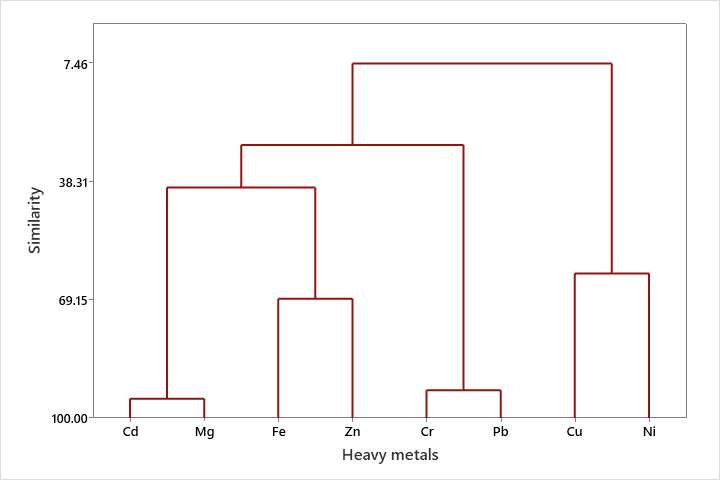 7.46
38.31
69.15
100.00
Similarity
Cd Mg Fe Zn Cr Pb Cu Ni
Heavy metals